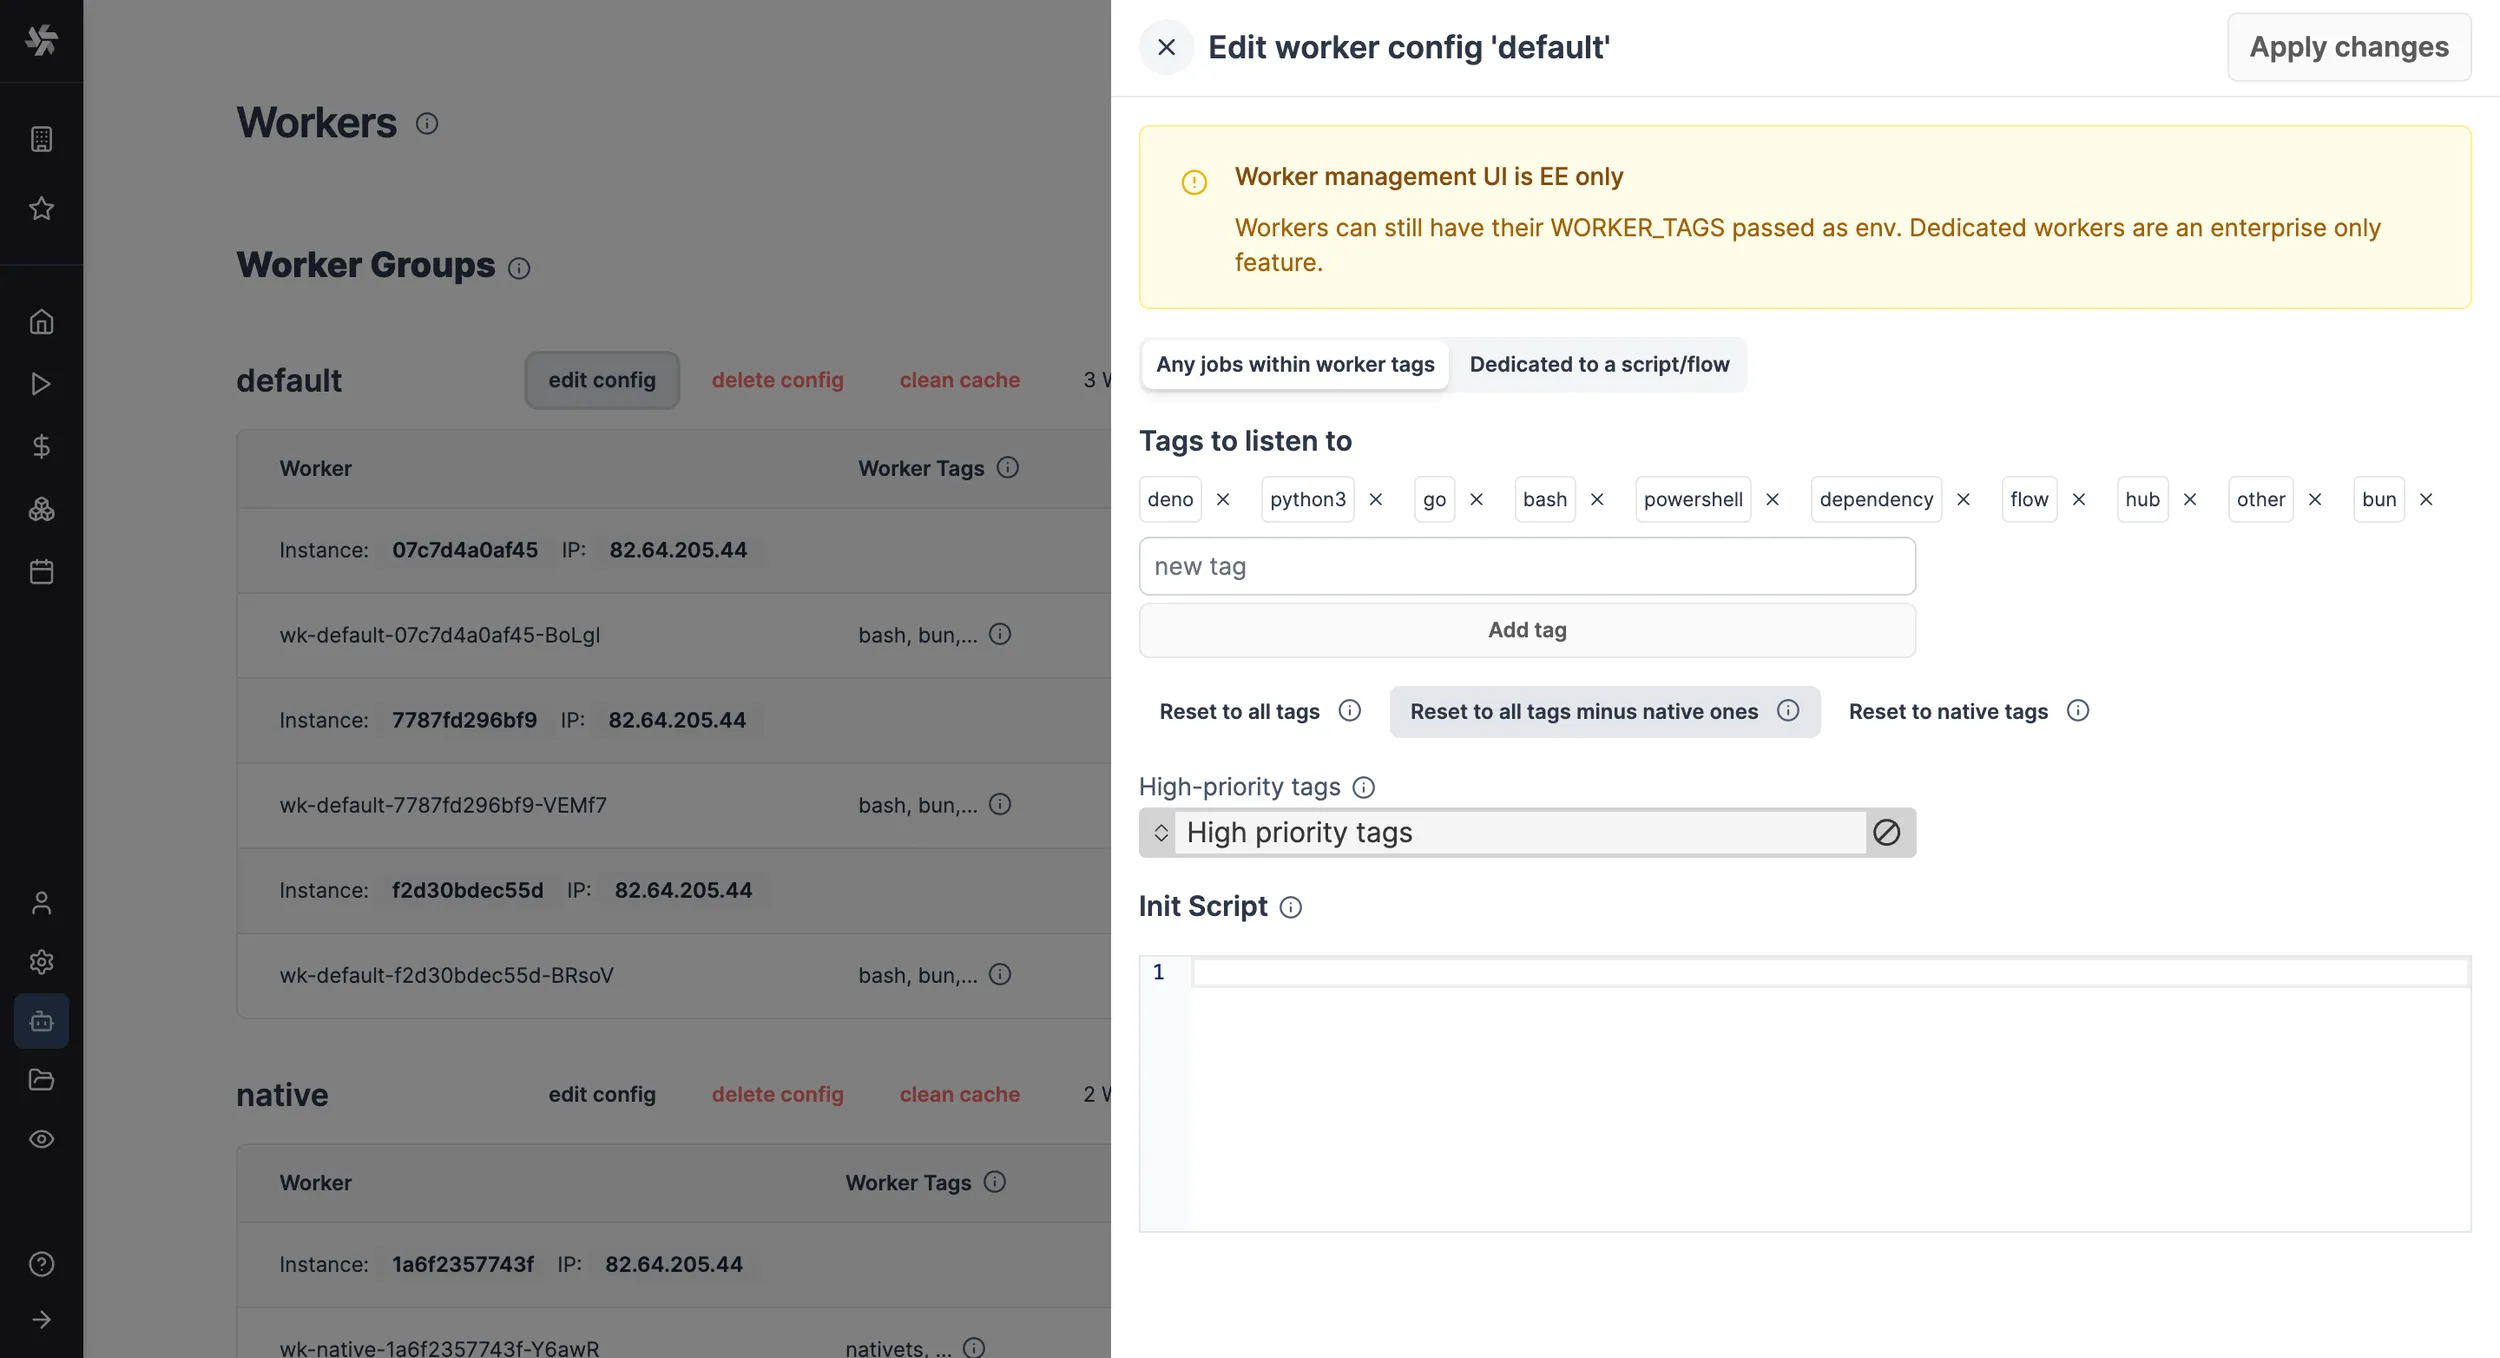 Workers
Worker Groups
default edit config delete config clean cache 3 W
Worker Worker Tags
Instance: 07c7d4a0af45 IP: 82.64.205.44
wk-default-07c7d4a0af45-BoLgI bash, bun,...
Instance: 7787fd296bf9 IP: 82.64.205.44
wk-default-7787fd296bf9-VEMf7 bash, bun,...
Instance: f2d30bdec55d IP: 82.64.205.44
wk-default-f2d30bdec55d-BRsoV bash, bun,...
native edit config delete config clean cache 2 W
Worker Worker Tags
Instance: 1a6f2357743f IP: 82.64.205.44
wk-native-1a6f2357743f-Y6awR nativets, ...
Edit worker config 'default' Apply changes
Worker management UI is EE only
Workers can still have their WORKER_TAGS passed as env. Dedicated workers are an enterprise only
feature.
Any jobs within worker tags Dedicated to a script/flow
Tags to listen to
deno python3 go bash powershell dependency flow hub other bun
new tag
Add tag
Reset to all tags Reset to all tags minus native ones Reset to native tags
High-priority tags
High priority tags
Init Script
1